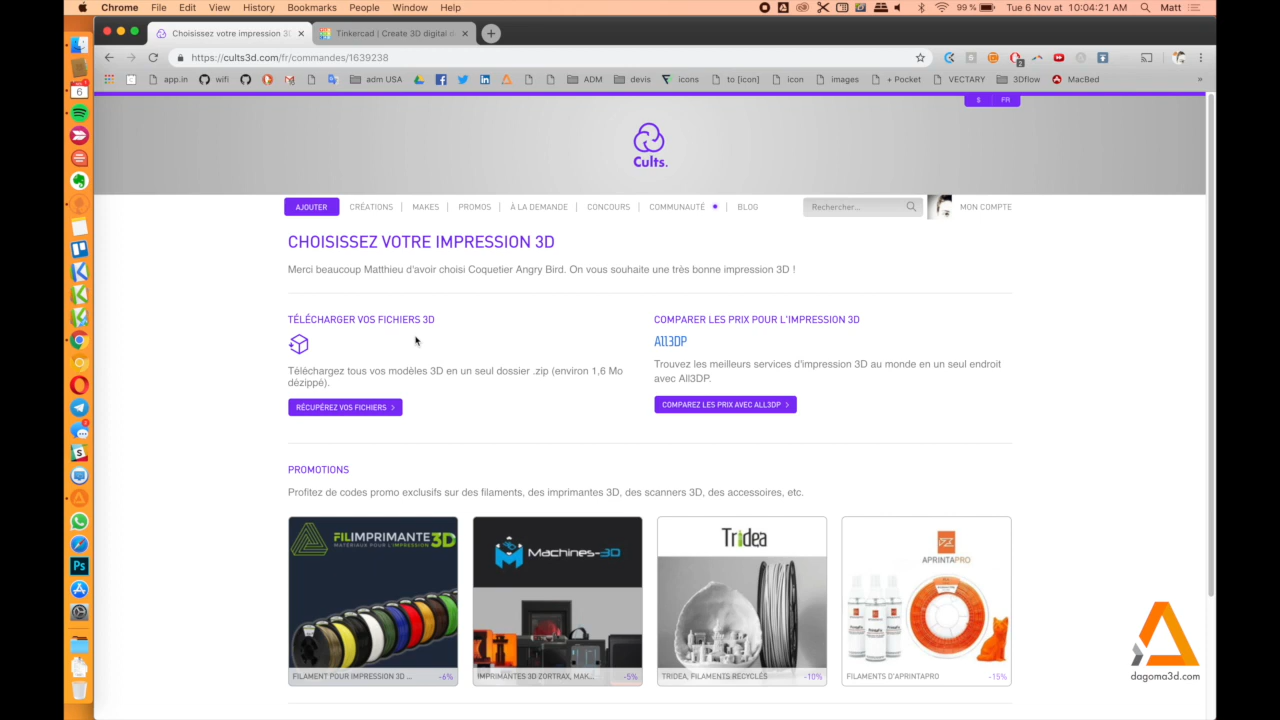 Chrome File Edit View History Bookmarks People Window Help 99 % Tue 6 Nov at 10:04:21 AM Matt
Choisissez votre impression 3
Tinkercad | Create 3D digital d
https://cults3d.com/fr/commandes/1639238
app.in wifi adm USA ADM devis icons to [icon] icon images + Pocket VECTARY 3Dflow MacBed »
$ FR
Cults.
AJOUTER CRÉATIONS | MAKES | PROMOS | À LA DEMANDE | CONCOURS | COMMUNAUTÉ | BLOG Rechercher... MON COMPTE
CHOISISSEZ VOTRE IMPRESSION 3D
Merci beaucoup Matthieu d'avoir choisi Coquetier Angry Bird. On vous souhaite une très bonne impression 3D !
TÉLÉCHARGER VOS FICHIERS 3D
Téléchargez tous vos modèles 3D en un seul dossier .zip (environ 1,6 Mo
dézippé).
RÉCUPÉREZ VOS FICHIERS >
COMPARER LES PRIX POUR L'IMPRESSION 3D
All3DP
Trouvez les meilleurs services d'impression 3D au monde en un seul endroit
avec All3DP.
COMPAREZ LES PRIX AVEC ALL3DP >
PROMOTIONS
Profitez de codes promo exclusifs sur des filaments, des imprimantes 3D, des scanners 3D, des accessoires, etc.
FILIMPRIMANTE3D
MATÉRIAUX POUR L'IMPRESSION 3D
FILAMENT POUR IMPRESSION 3D ... -6%
Machines-3D
IMPRIMANTES 3D ZORTRAX, MAK... -5%
Tridea
TRIDEA, FILAMENTS RECYCLÉS -10%
APRINTAPRO
FILAMENTS D'APRINTAPRO -15%
dagoma3d.com